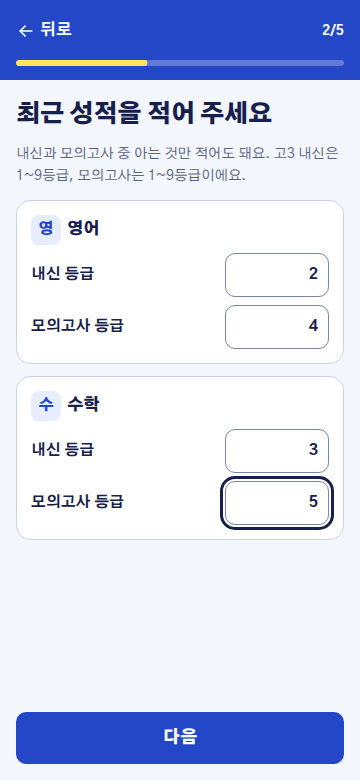 ← 뒤로
2/5
최근 성적을 적어 주세요
내신과 모의고사 중 아는 것만 적어도 돼요. 고3 내신은
1~9등급, 모의고사는 1~9등급이에요.
영 영어
내신 등급 2
모의고사 등급 4
수 수학
내신 등급 3
모의고사 등급 5
다음